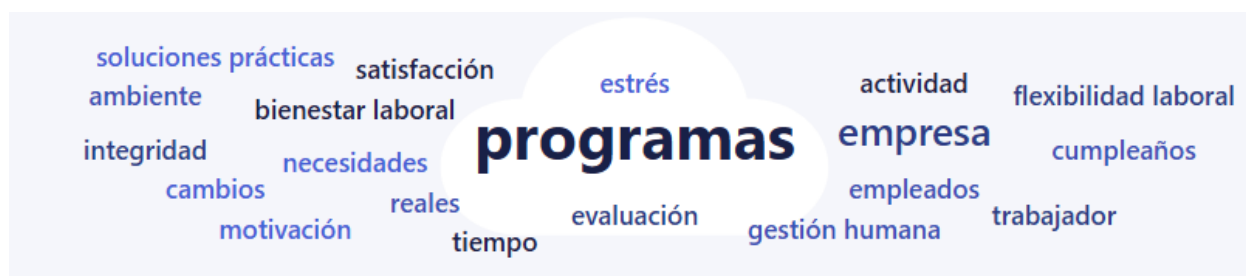 soluciones prácticas
satisfacción
estrés
actividad
ambiente
flexibilidad laboral
bienestar laboral
programas
empresa
integridad
necesidades
cumpleaños
cambios
empleados
reales
evaluación
trabajador
motivación
tiempo
gestión humana